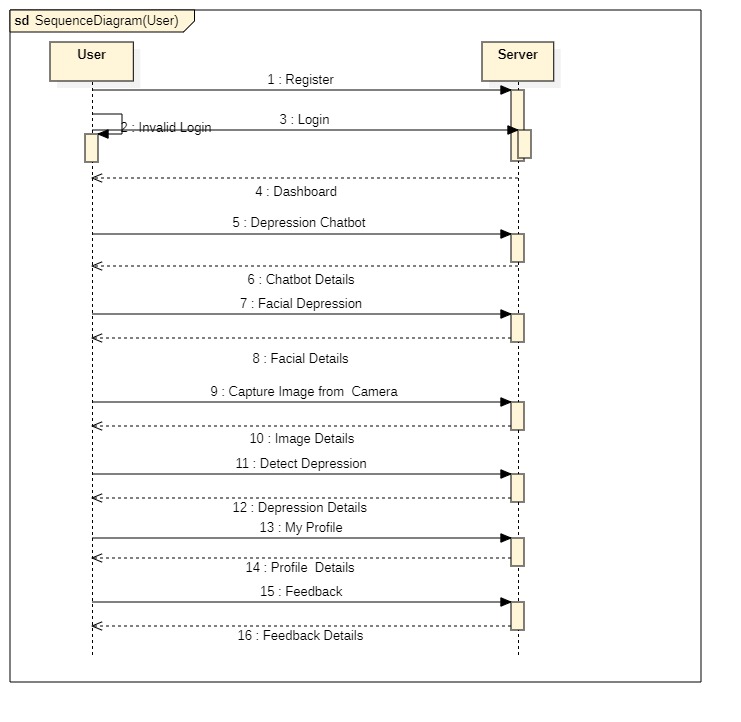 sd SequenceDiagram(User)
User
Server
1 : Register
2 : Invalid Login
3 : Login
4 : Dashboard
5 : Depression Chatbot
6 : Chatbot Details
7 : Facial Depression
8 : Facial Details
9 : Capture Image from  Camera
10 : Image Details
11 : Detect Depression
12 : Depression Details
13 : My Profile
14 : Profile  Details
15 : Feedback
16 : Feedback Details